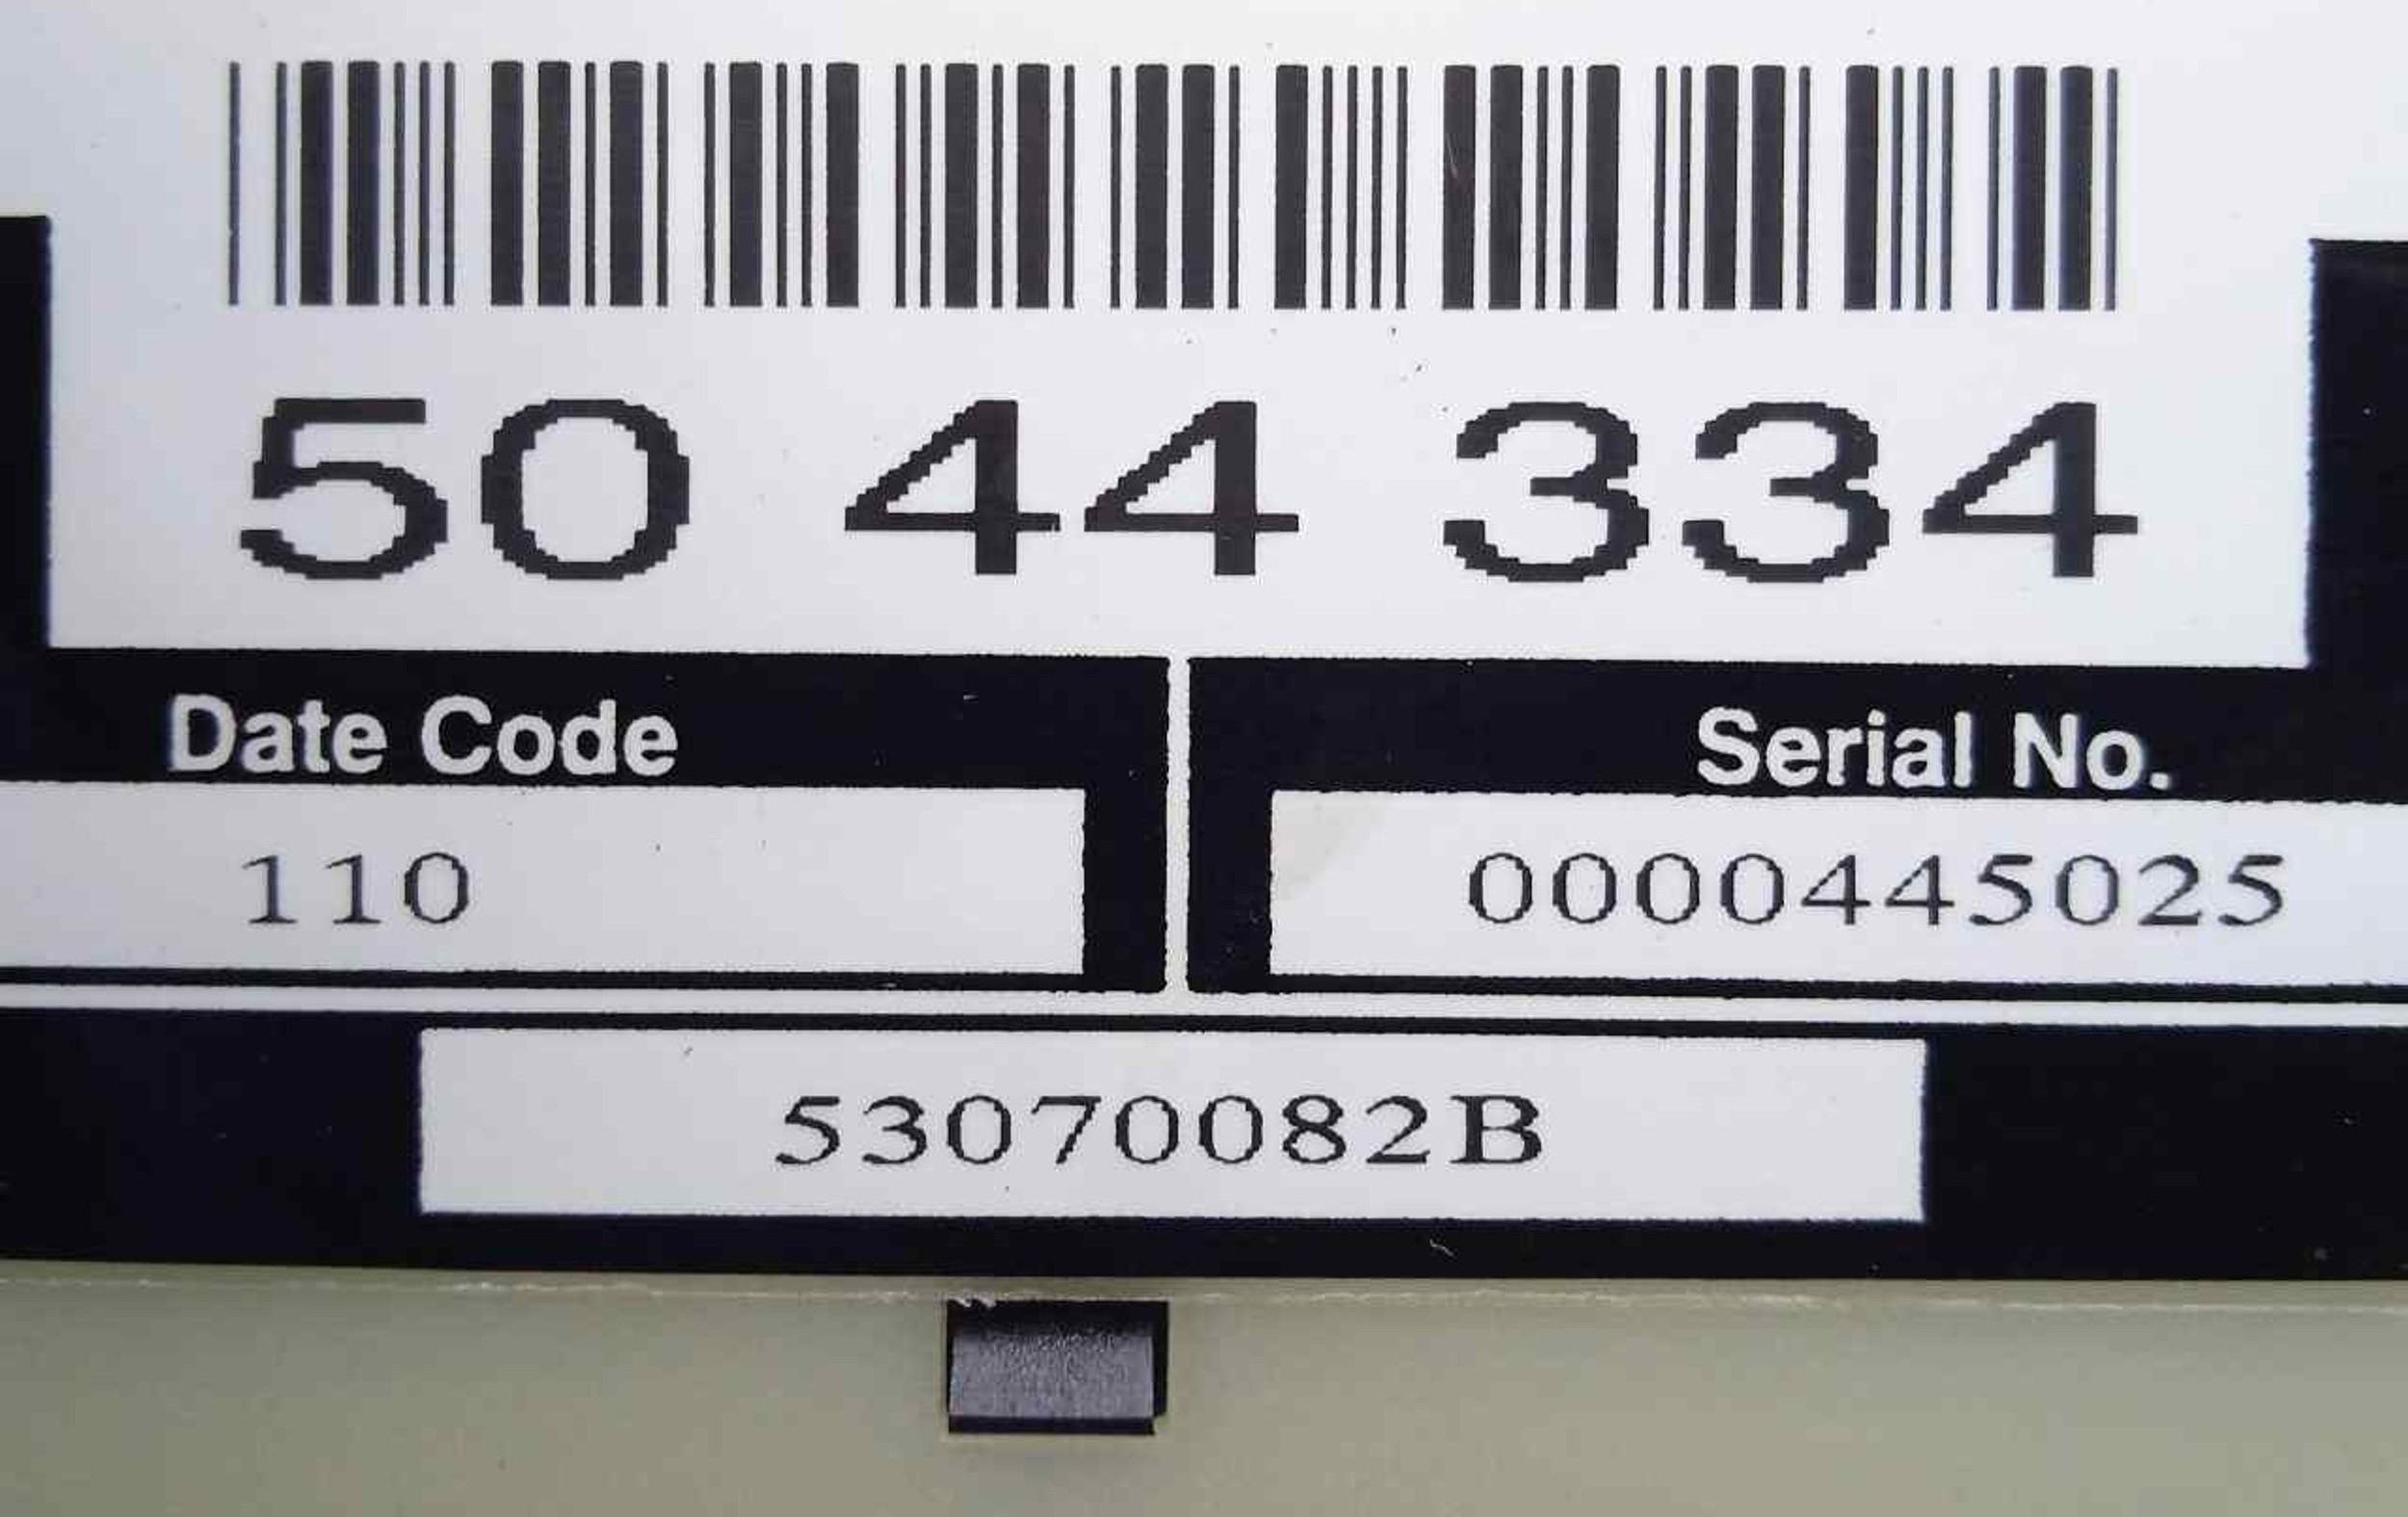 50 44 334
Date Code
Serial No.
110
0000445025
53070082B